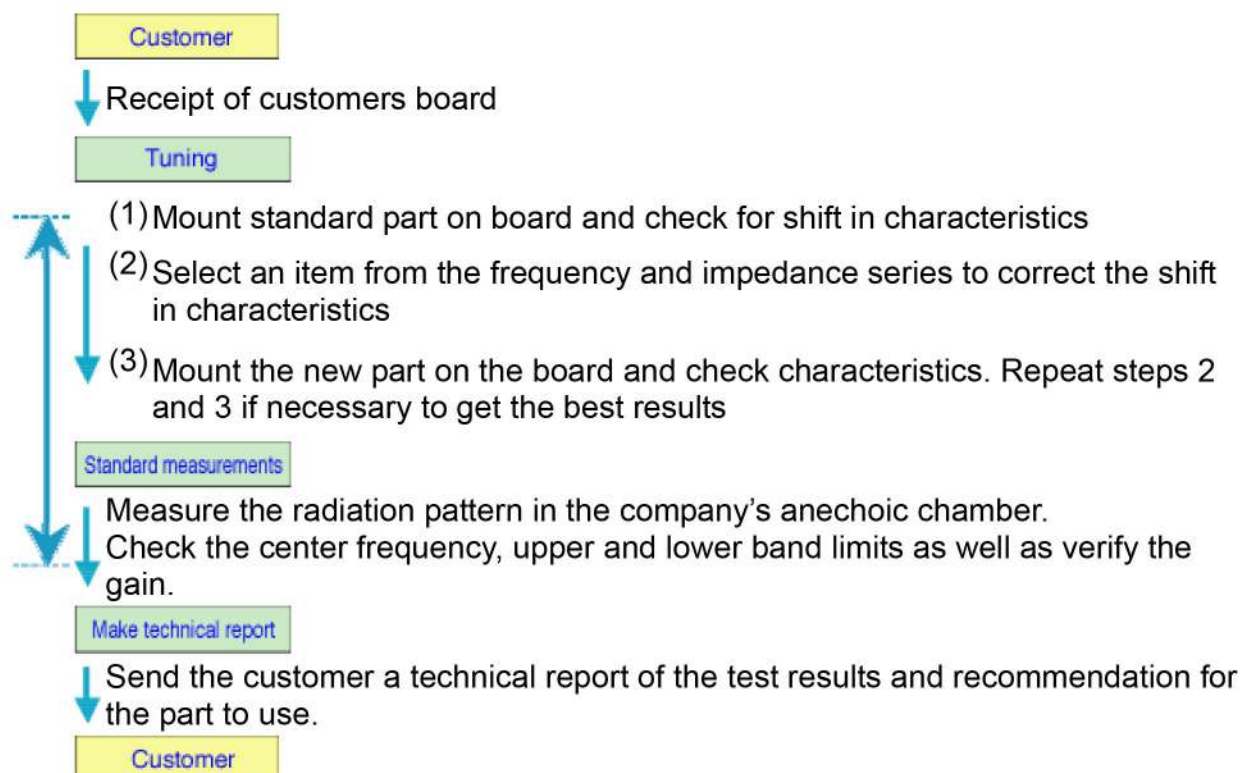 Customer
Receipt of customers board
Tuning
(1) Mount standard part on board and check for shift in characteristics
(2) Select an item from the frequency and impedance series to correct the shift
in characteristics
(3) Mount the new part on the board and check characteristics. Repeat steps 2
and 3 if necessary to get the best results
Standard measurements
Measure the radiation pattern in the company’s anechoic chamber.
Check the center frequency, upper and lower band limits as well as verify the
gain.
Make technical report
Send the customer a technical report of the test results and recommendation for
the part to use.
Customer